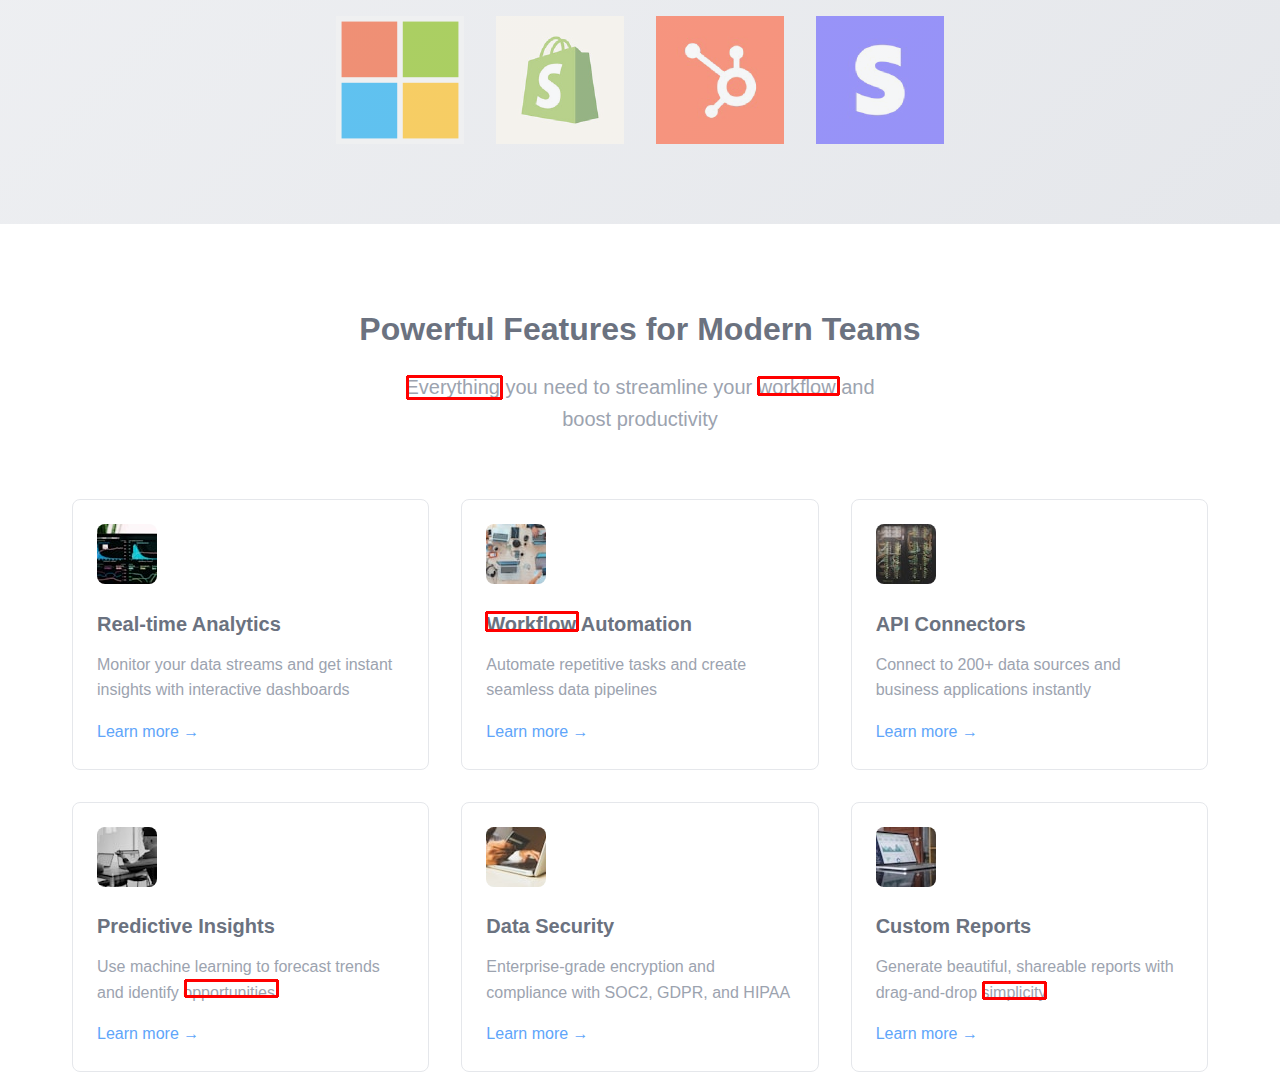 Powerful Features for Modern Teams
Everything you need to streamline your workflow and
boost productivity
Real-time Analytics
Monitor your data streams and get instant
insights with interactive dashboards
Learn more →
Workflow Automation
Automate repetitive tasks and create
seamless data pipelines
Learn more →
API Connectors
Connect to 200+ data sources and
business applications instantly
Learn more →
Predictive Insights
Use machine learning to forecast trends
and identify opportunities
Learn more →
Data Security
Enterprise-grade encryption and
compliance with SOC2, GDPR, and HIPAA
Learn more →
Custom Reports
Generate beautiful, shareable reports with
drag-and-drop simplicity
Learn more →